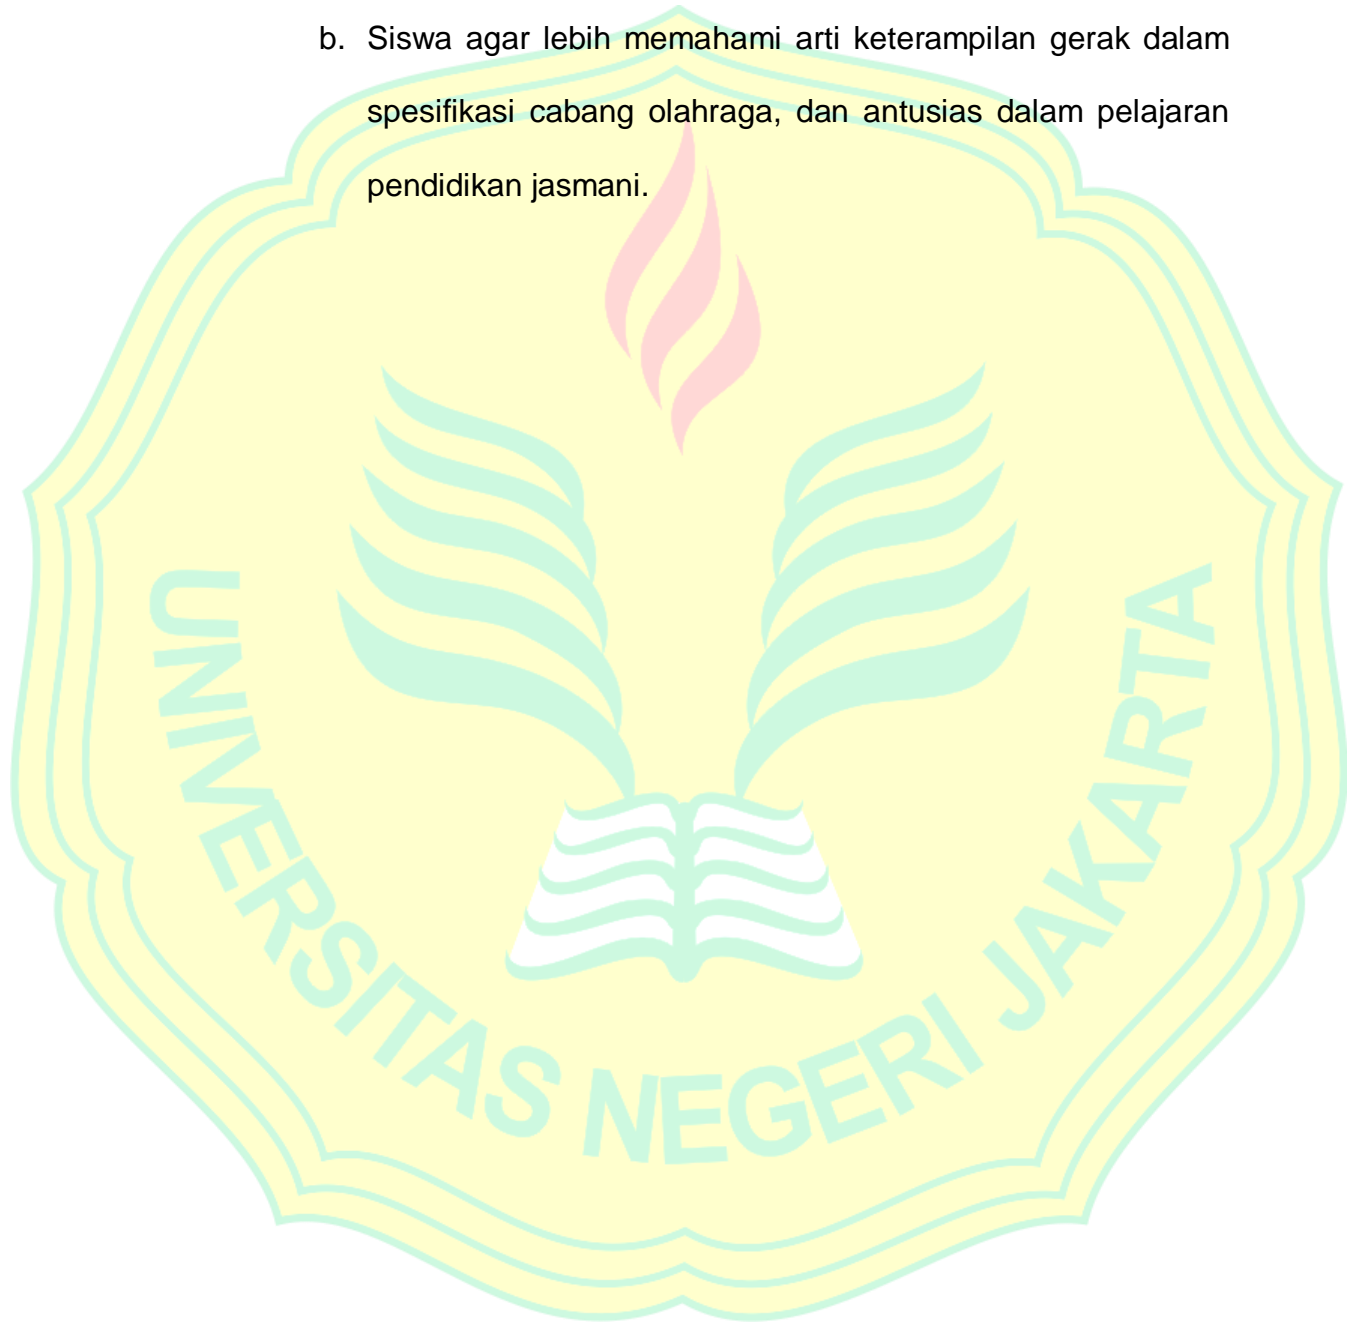 b. Siswa agar lebih memahami arti keterampilan gerak dalam
spesifikasi cabang olahraga, dan antusias dalam pelajaran
pendidikan jasmani.
UNIVERSITAS NEGERI JAKARTA